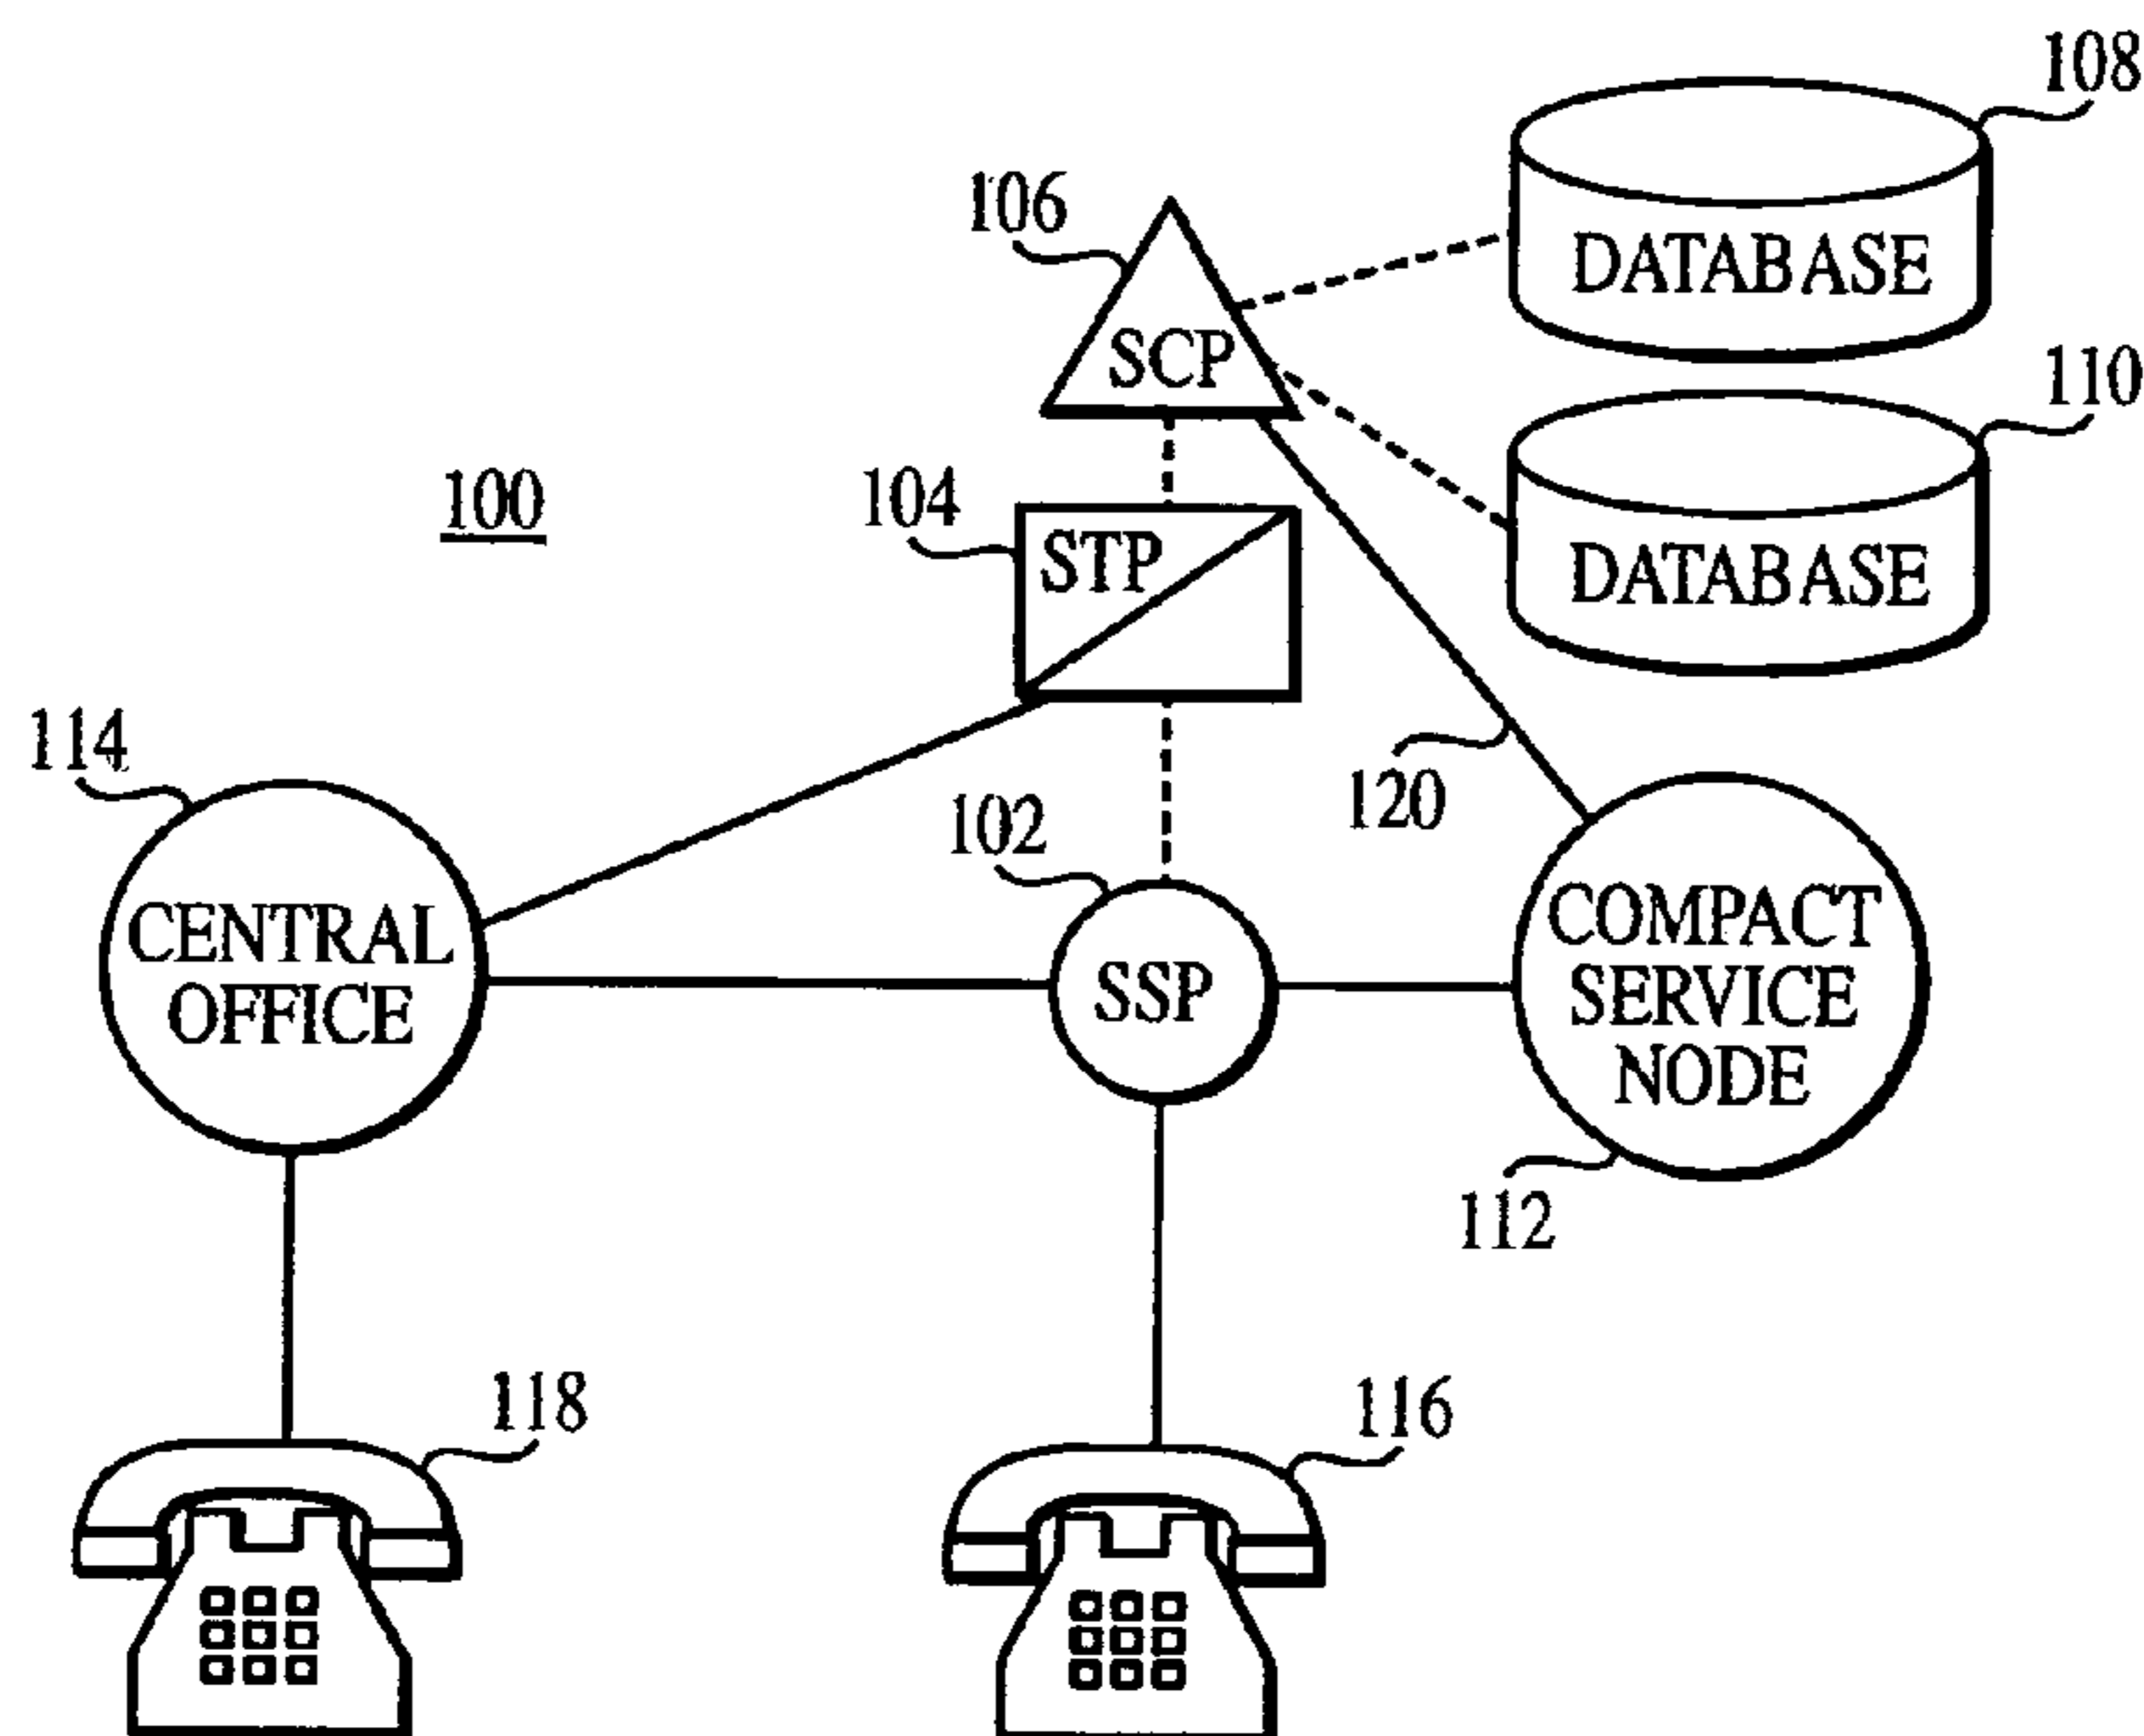 108
106
DATABASE
SCP
110
100
104
STP
DATABASE
114
120
102
CENTRAL
OFFICE
SSP
COMPACT
SERVICE
NODE
112
118
116